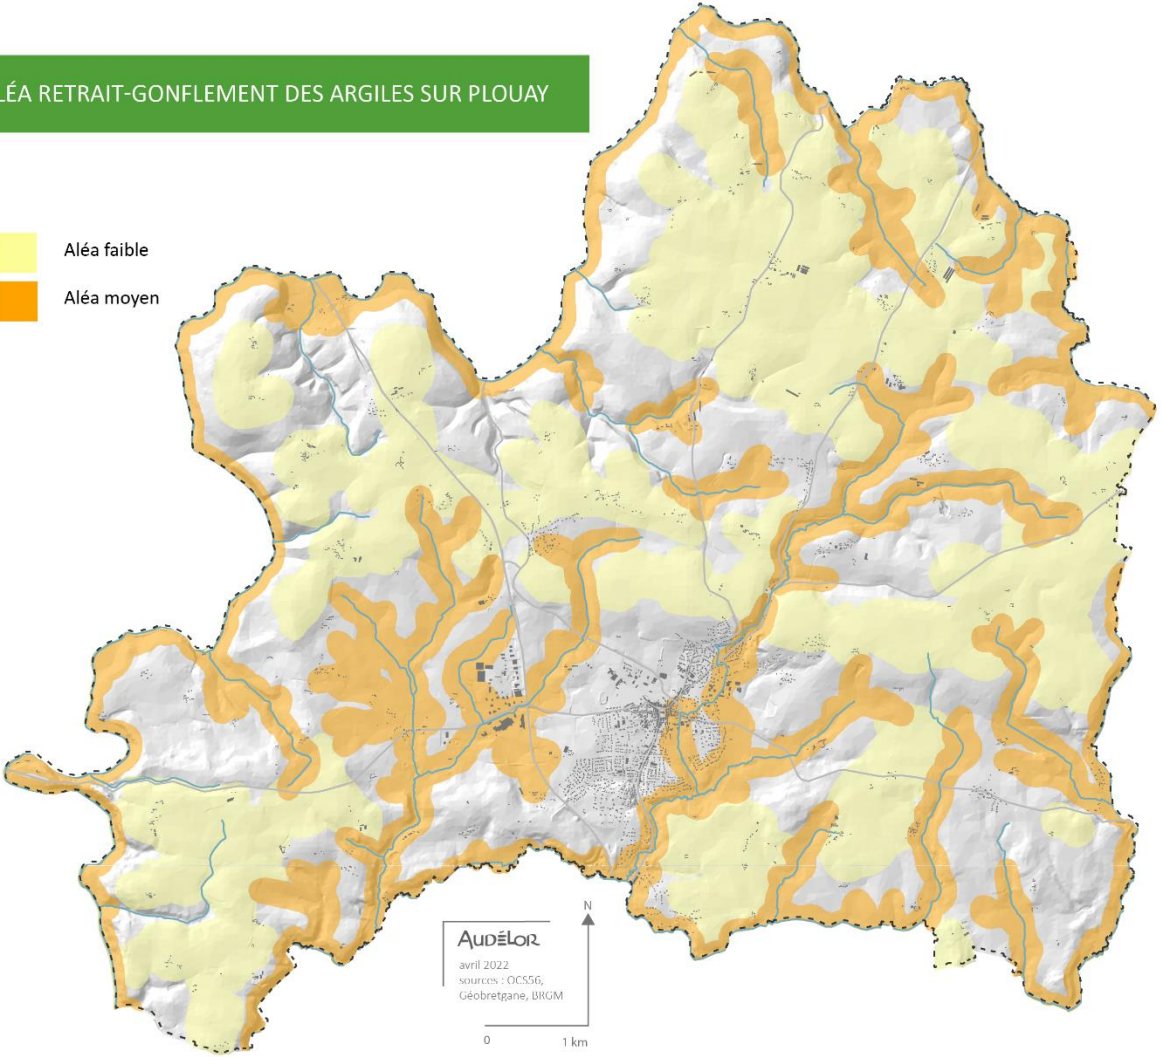 LÉA RETRAIT-GONFLEMENT DES ARGILES SUR PLOUAY
Aléa faible
Aléa moyen
AUDÉLOR
avril 2022
sources : OCS56,
Géobretgane, BRGM
N
0 1 km